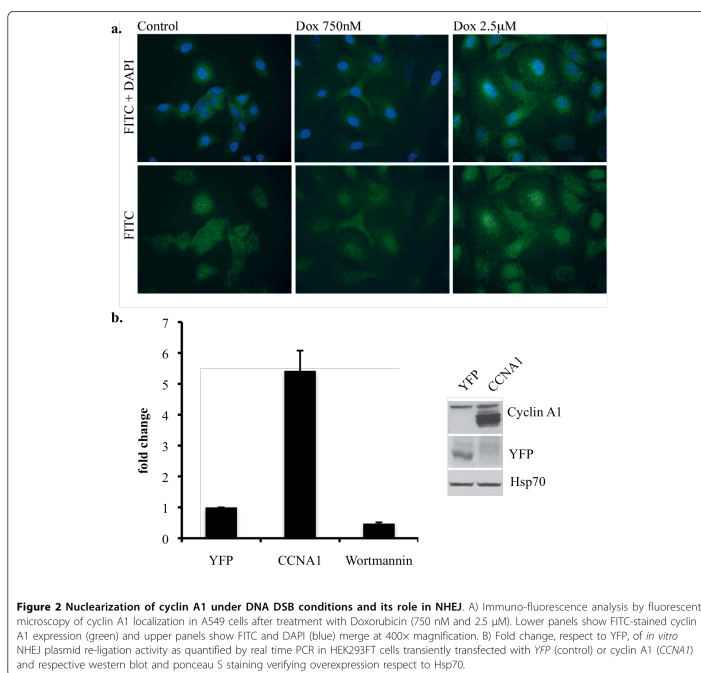 a.
Control
Dox 750nM
Dox 2.5μM
FITC + DAPI
FITC
b.
7
6
5
4
3
2
1
0
fold change
YFP
CCNA1
Wortmannin
YFP
CCNA1
Cyclin A1
YFP
Hsp70
Figure 2 Nuclearization of cyclin A1 under DNA DSB conditions and its role in NHEJ. A) Immuno-fluorescence analysis by fluorescent
microscopy of cyclin A1 localization in A549 cells after treatment with Doxorubicin (750 nM and 2.5 μM). Lower panels show FITC-stained cyclin
A1 expression (green) and upper panels show FITC and DAPI (blue) merge at 400× magnification. B) Fold change, respect to YFP, of in vitro
NHEJ plasmid re-ligation activity as quantified by real time PCR in HEK293FT cells transiently transfected with YFP (control) or cyclin A1 (CCNA1)
and respective western blot and ponceau S staining verifying overexpression respect to Hsp70.